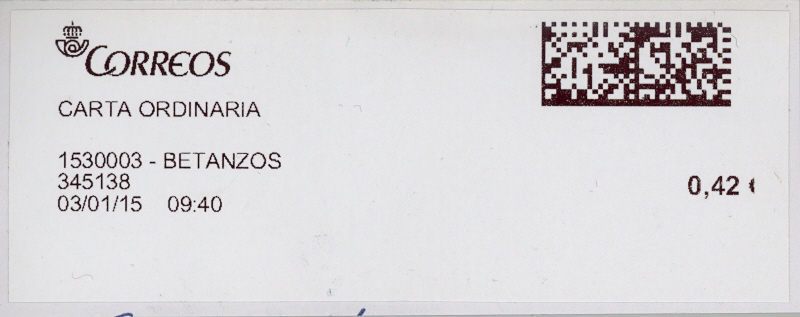 CORREOS
CARTA ORDINARIA
1530003 - BETANZOS
345138
03/01/15 09:40
0,42 €